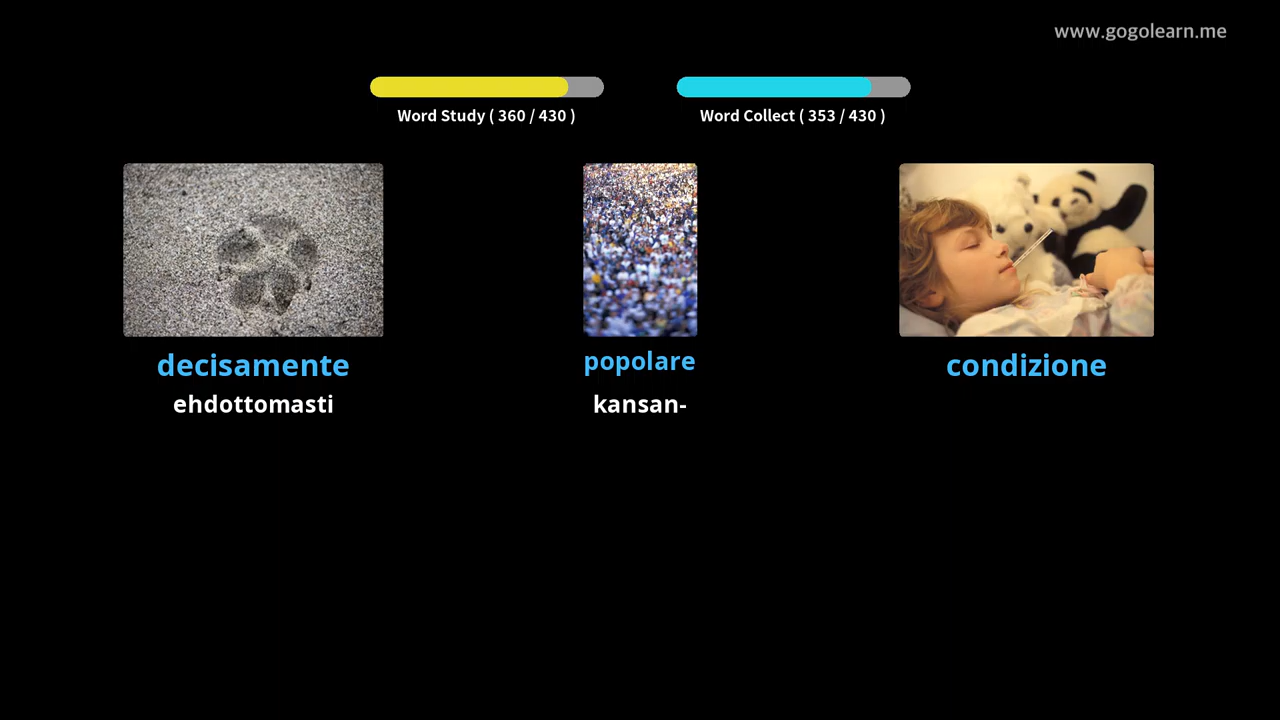 www.gogolearn.me
Word Study ( 360 / 430 )
Word Collect ( 353 / 430 )
decisamente
ehdottomasti
popolare
kansan-
condizione